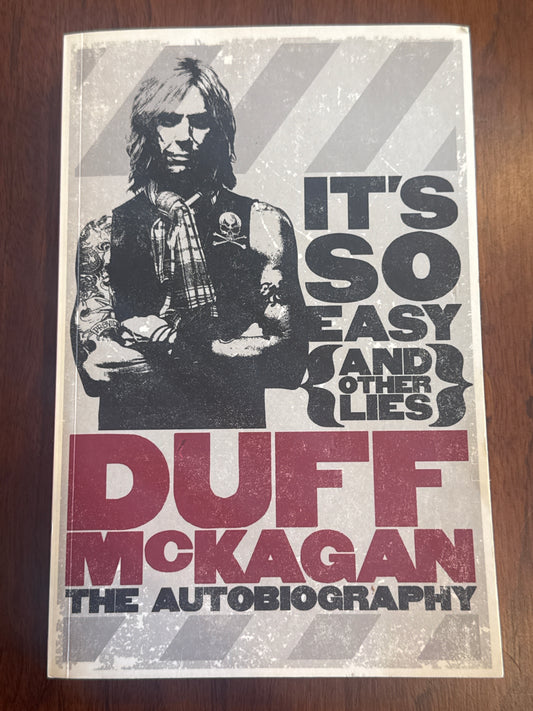 IT'S
SO
EASY
{AND
OTHER
LIES}
DUFF
McKAGAN
THE AUTOBIOGRAPHY